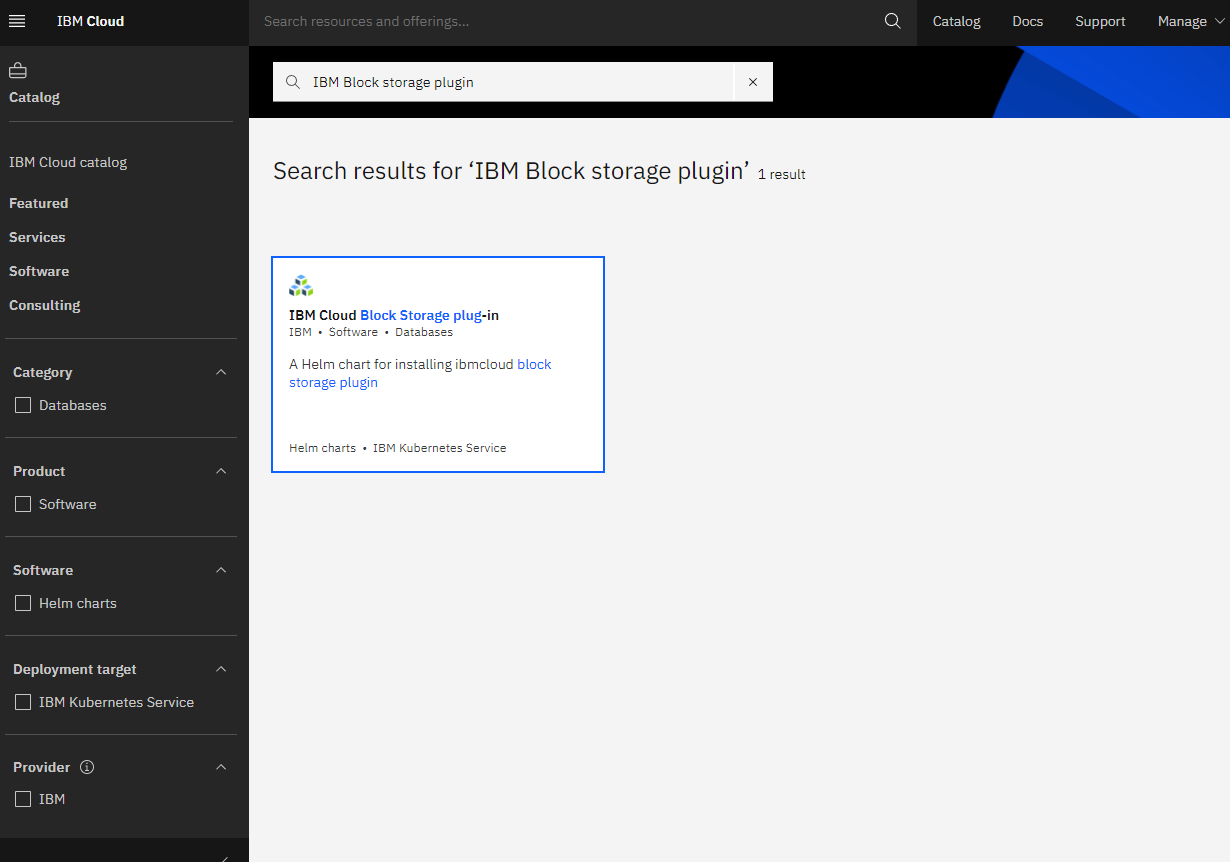 IBM Cloud
Search resources and offerings...
Catalog
Docs
Support
Manage
Catalog
IBM Cloud catalog
Featured
Services
Software
Consulting
Category
Databases
Product
Software
Software
Helm charts
Deployment target
IBM Kubernetes Service
Provider
IBM
IBM Block storage plugin
Search results for ‘IBM Block storage plugin’ 1 result
IBM Cloud Block Storage plug-in
IBM • Software • Databases
A Helm chart for installing ibmcloud block
storage plugin
Helm charts • IBM Kubernetes Service